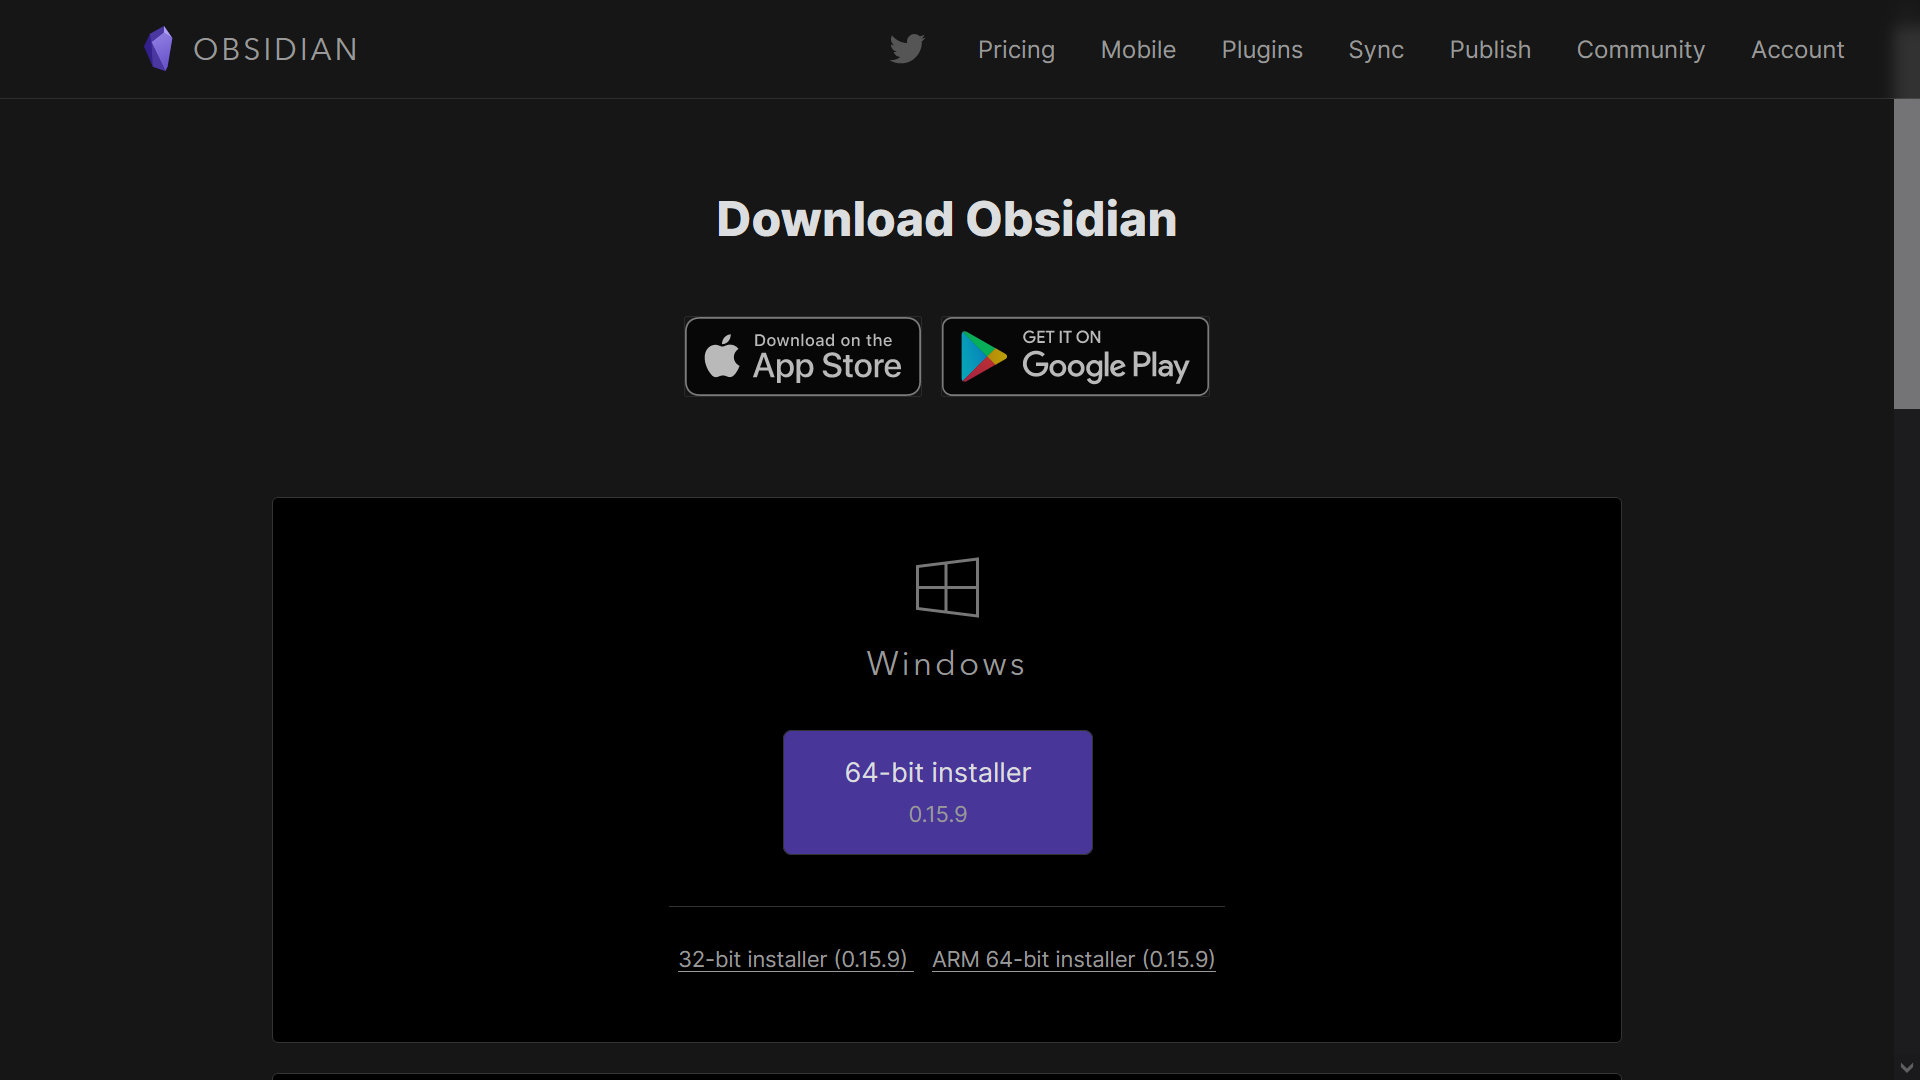 OBSIDIAN
Pricing Mobile Plugins Sync Publish Community Account
Download Obsidian
Download on the
App Store
GET IT ON
Google Play
Windows
64-bit installer
0.15.9
32-bit installer (0.15.9) ARM 64-bit installer (0.15.9)